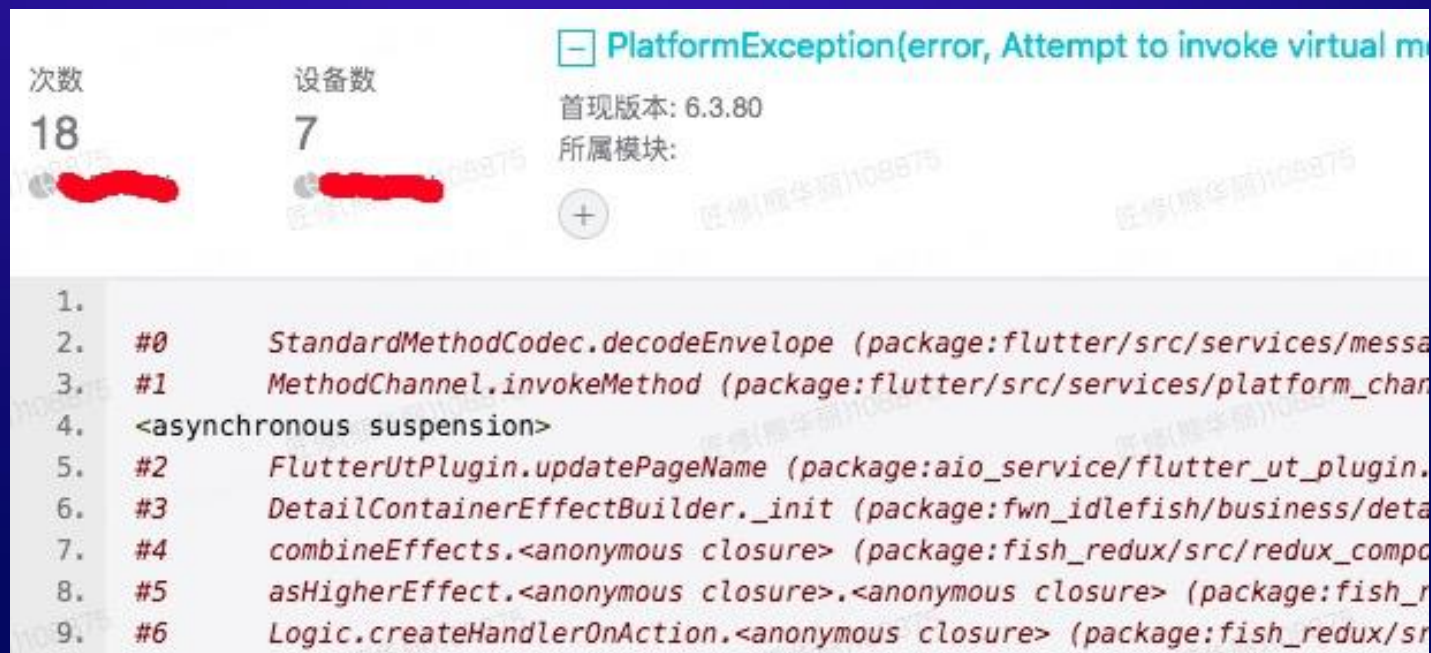 PlatformException(error, Attempt to invoke virtual
次数
设备数
18
7
首现版本: 6.3.80
所属模块:
1.
2. #0 StandardMethodCodec.decodeEnvelope (package:flutter/src/services/messa
3. #1 MethodChannel.invokeMethod (package:flutter/src/services/platform_chan
4. <asynchronous suspension>
5. #2 FlutterUtPlugin.updatePageName (package:aio_service/flutter_ut_plugin.
6. #3 DetailContainerEffectBuilder._init (package:fwn_idlefish/business/deta
7. #4 combineEffects.<anonymous closure> (package:fish_redux/src/redux_compo
8. #5 asHigherEffect.<anonymous closure>.<anonymous closure> (package:fish_r
9. #6 Logic.createHandlerOnAction.<anonymous closure> (package:fish_redux/sr